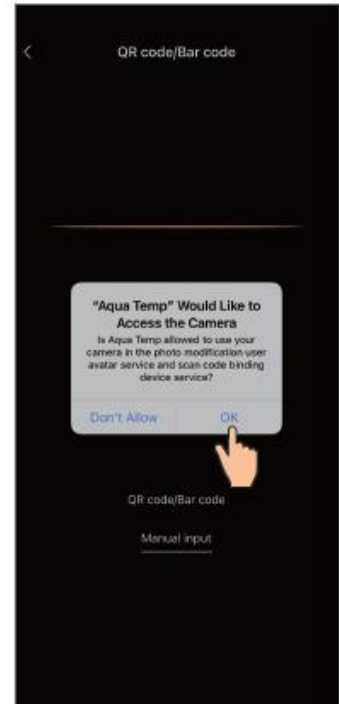 QR code/Bar code
"Aqua Temp" Would Like to
Access the Camera
Is Aqua Temp allowed to use your
camera in the photo modification user
avatar service and scan code binding
device service?
Don't Allow OK
QR code/Bar code
Manual input